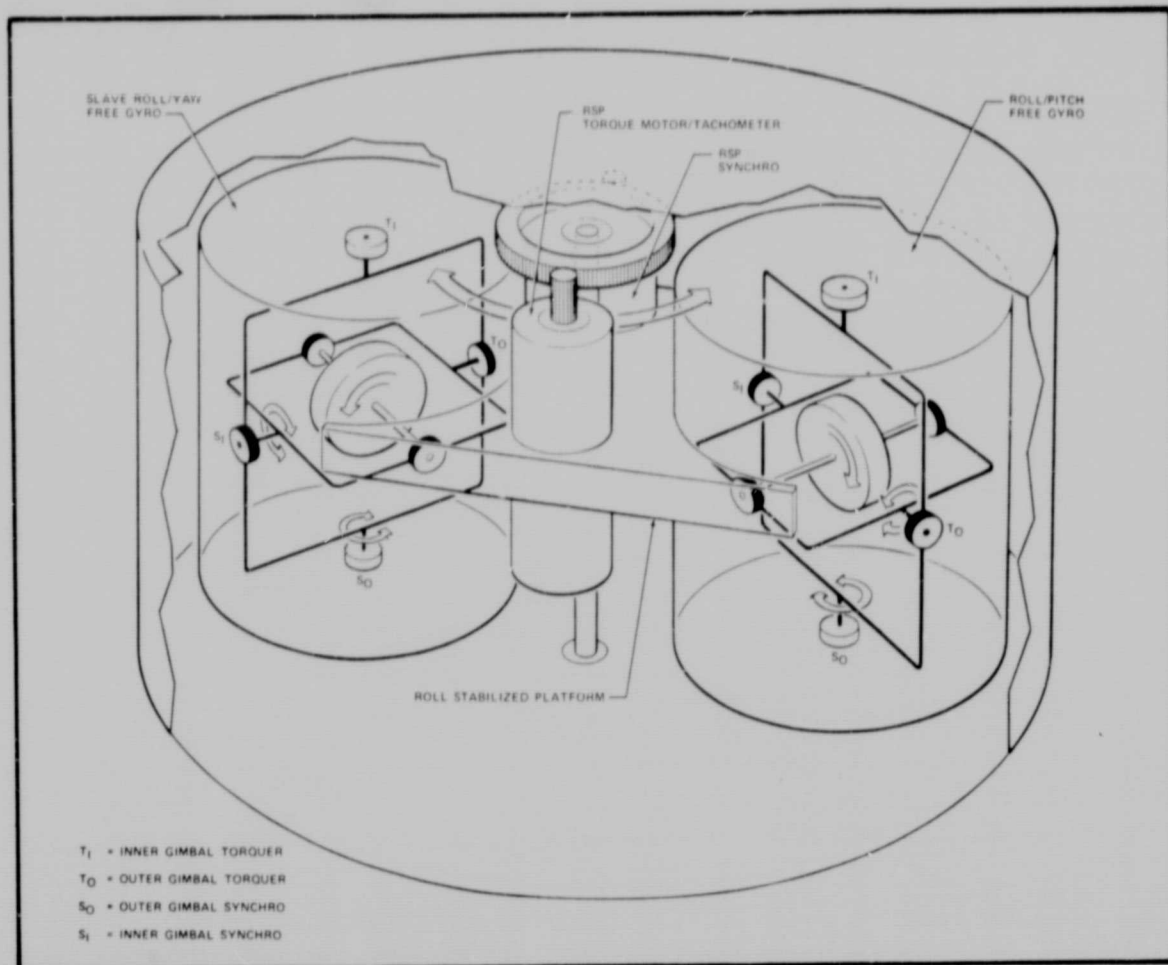 SLAVE ROLL/YAW
FREE GYRO
RSP
TORQUE MOTOR/TACHOMETER
RSP
SYNCHRO
ROLL/PITCH
FREE GYRO
TI
TI
TO
SI
SI
TO
SO
SO
ROLL STABILIZED PLATFORM
TI = INNER GIMBAL TORQUER
TO = OUTER GIMBAL TORQUER
SO = OUTER GIMBAL SYNCHRO
SI = INNER GIMBAL SYNCHRO